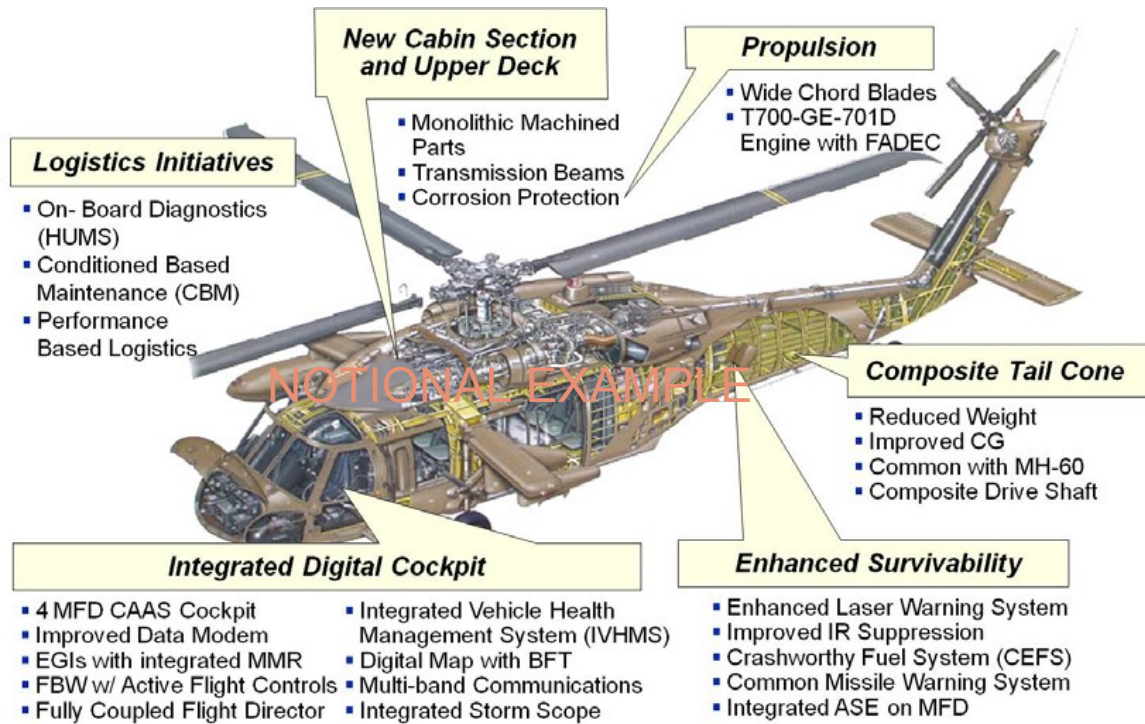 New Cabin Section
and Upper Deck
▪ Monolithic Machined
Parts
▪ Transmission Beams
▪ Corrosion Protection
Propulsion
▪ Wide Chord Blades
▪ T700-GE-701D
Engine with FADEC
Logistics Initiatives
▪ On- Board Diagnostics
(HUMS)
▪ Conditioned Based
Maintenance (CBM)
▪ Performance
Based Logistics
NOTIONAL EXAMPLE
Composite Tail Cone
▪ Reduced Weight
▪ Improved CG
▪ Common with MH-60
▪ Composite Drive Shaft
Integrated Digital Cockpit
▪ 4 MFD CAAS Cockpit
▪ Improved Data Modem
▪ EGIs with integrated MMR
▪ FBW w/ Active Flight Controls
▪ Fully Coupled Flight Director
▪ Integrated Vehicle Health
Management System (IVHMS)
▪ Digital Map with BFT
▪ Multi-band Communications
▪ Integrated Storm Scope
Enhanced Survivability
▪ Enhanced Laser Warning System
▪ Improved IR Suppression
▪ Crashworthy Fuel System (CEFS)
▪ Common Missile Warning System
▪ Integrated ASE on MFD